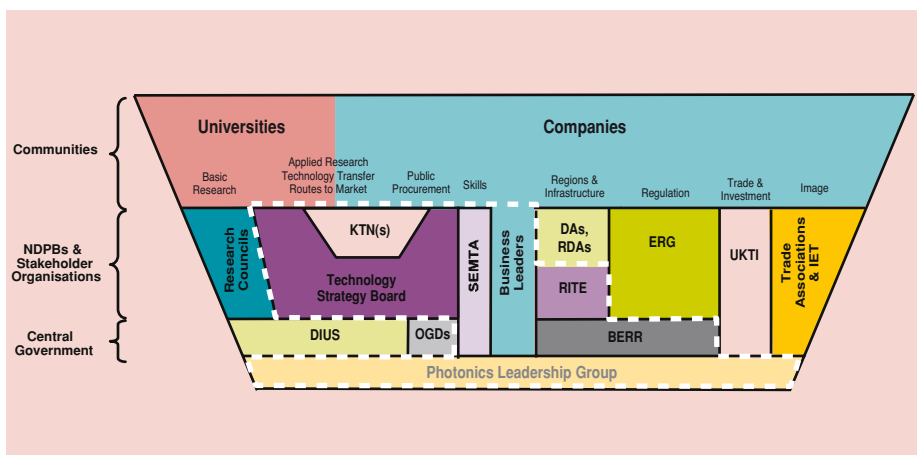 Communities
Universities
Companies
Basic
Research
Applied Research
Technology Transfer
Routes to Market
Public
Procurement
Skills
Regions &
Infrastructure
Regulation
Trade &
Investment
Image
NDPBs &
Stakeholder
Organisations
Research
Councils
KTN(s)
Technology
Strategy Board
SEMTA
Business
Leaders
DAs,
RDAs
RITE
ERG
UKTI
Trade
Associations
& IET
Central
Government
DIUS
OGDs
BERR
Photonics Leadership Group